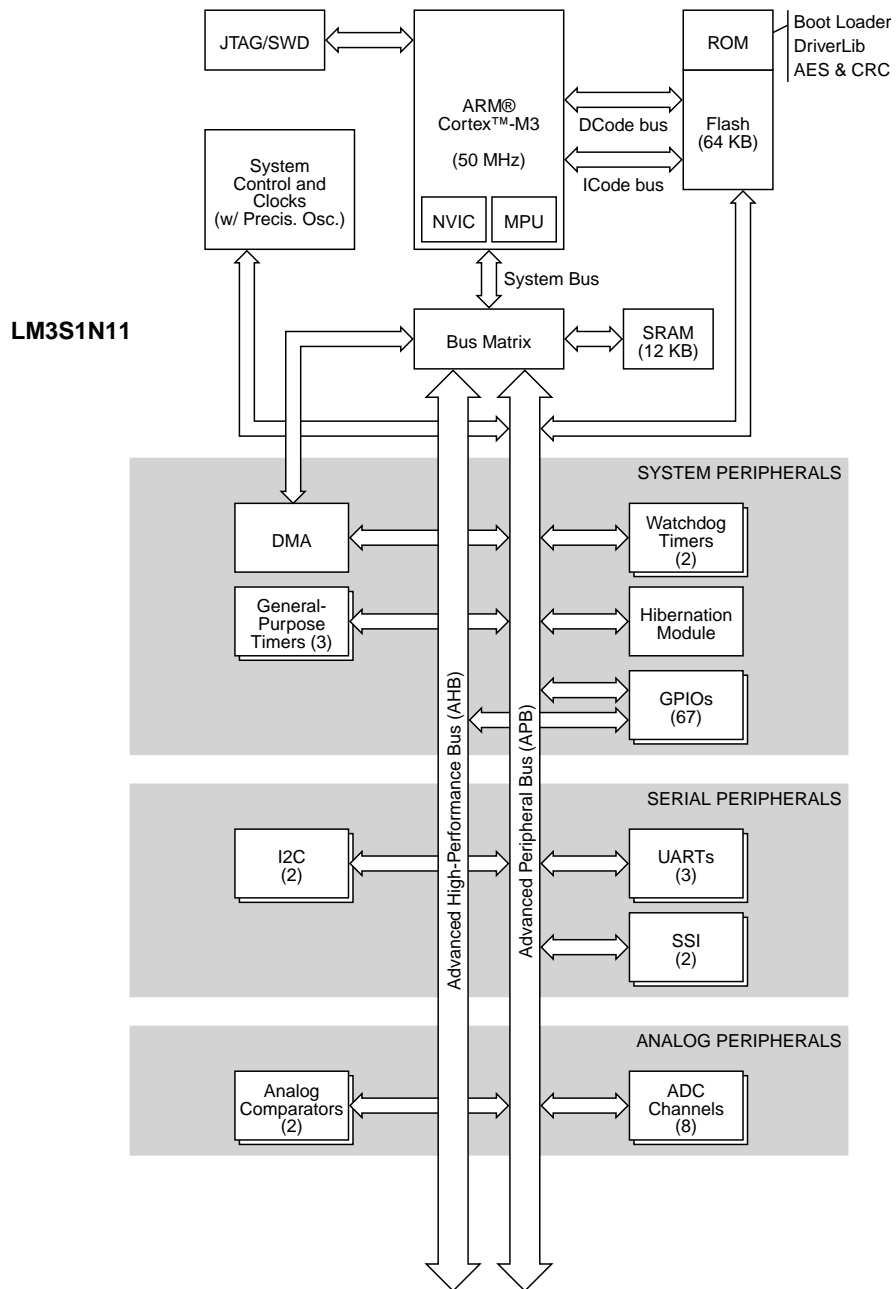 JTAG/SWD
ARM®
Cortex™-M3
(50 MHz)
NVIC
MPU
ROM
Boot Loader
DriverLib
AES & CRC
Flash
(64 KB)
DCode bus
ICode bus
System
Control and
Clocks
(w/ Precis. Osc.)
System Bus
LM3S1N11
Bus Matrix
SRAM
(12 KB)
SYSTEM PERIPHERALS
DMA
Watchdog
Timers
(2)
General-
Purpose
Timers (3)
Hibernation
Module
GPIOs
(67)
Advanced High-Performance Bus (AHB)
Advanced Peripheral Bus (APB)
SERIAL PERIPHERALS
I2C
(2)
UARTs
(3)
SSI
(2)
ANALOG PERIPHERALS
Analog
Comparators
(2)
ADC
Channels
(8)